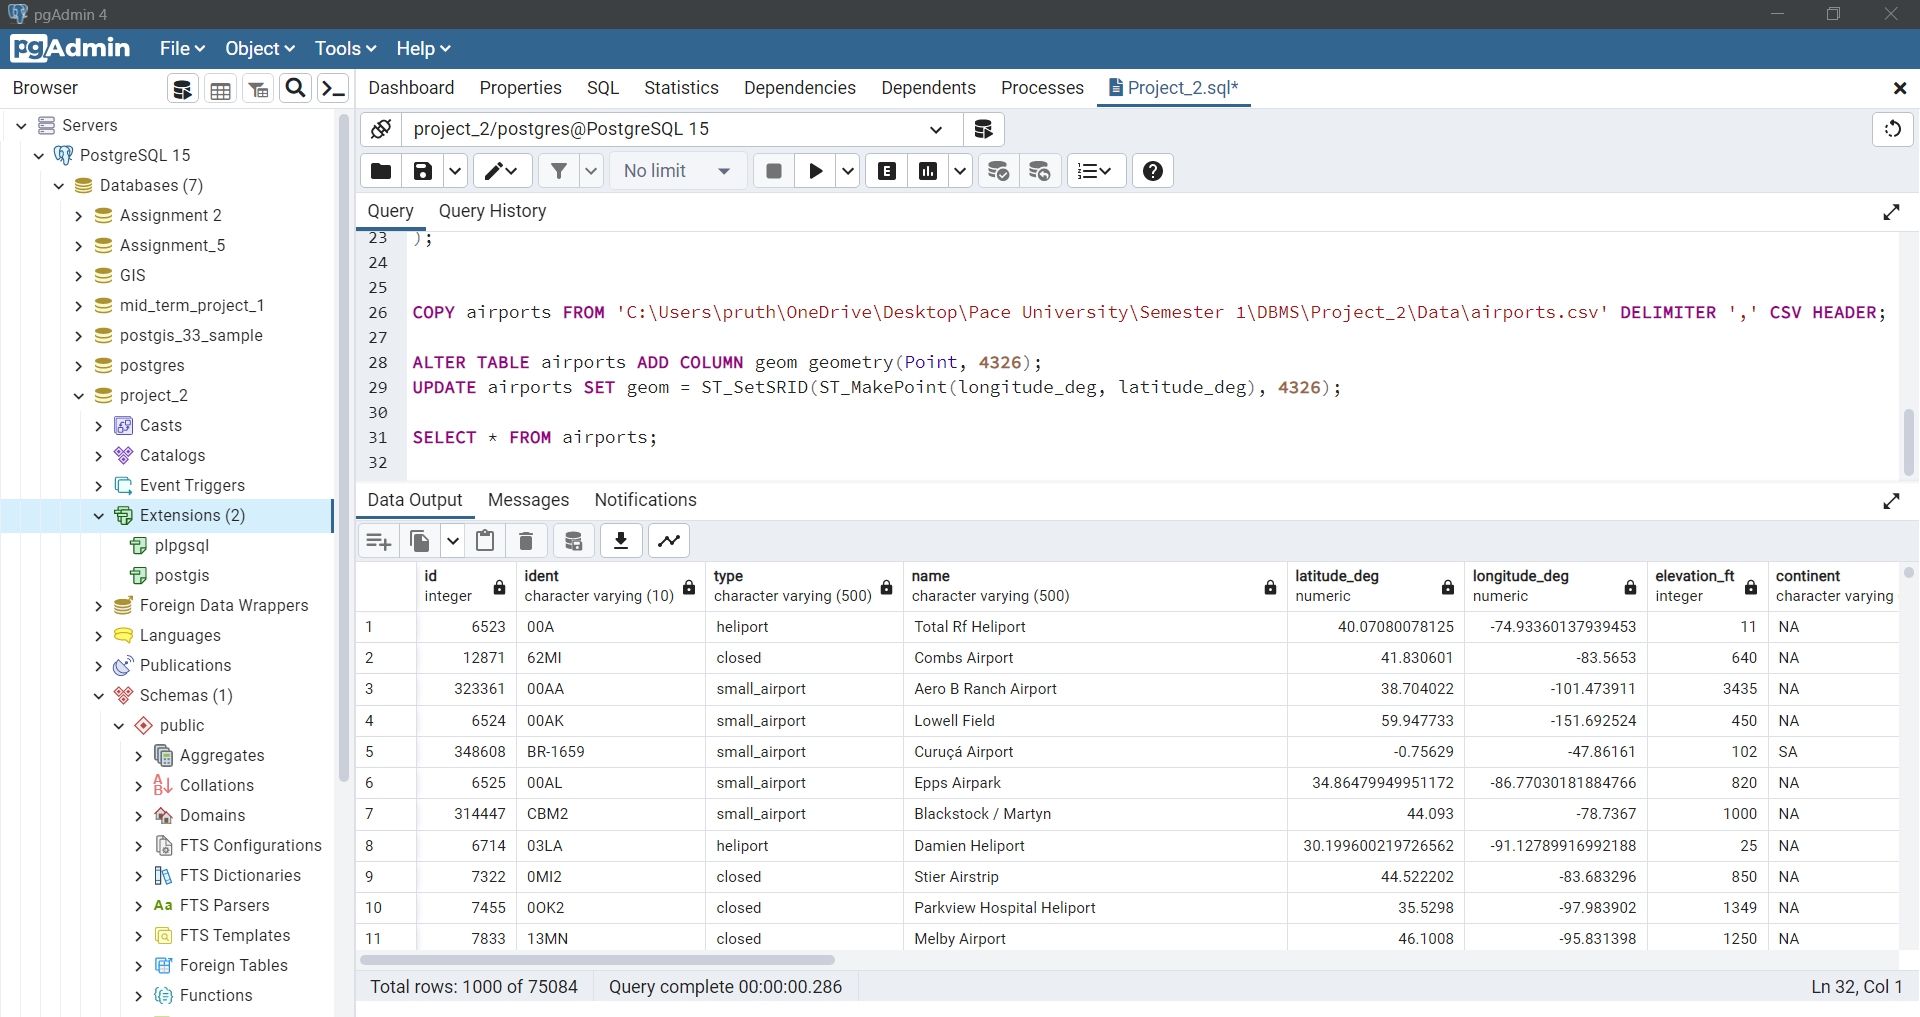 pgAdmin 4
pgAdmin File Object Tools Help
Browser
Dashboard Properties SQL Statistics Dependencies Dependents Processes Project_2.sql*
Servers
PostgreSQL 15
Databases (7)
Assignment 2
Assignment_5
GIS
mid_term_project_1
postgis_33_sample
postgres
project_2
Casts
Catalogs
Event Triggers
Extensions (2)
plpgsql
postgis
Foreign Data Wrappers
Languages
Publications
Schemas (1)
public
Aggregates
Collations
Domains
FTS Configurations
FTS Dictionaries
Aa FTS Parsers
FTS Templates
Foreign Tables
Functions
project_2/postgres@PostgreSQL 15
No limit
E
Query Query History
23 );
24
25
26 COPY airports FROM 'C:\Users\pruth\OneDrive\Desktop\Pace University\Semester 1\DBMS\Project_2\Data\airports.csv' DELIMITER ',' CSV HEADER;
27
28 ALTER TABLE airports ADD COLUMN geom geometry(Point, 4326);
29 UPDATE airports SET geom = ST_SetSRID(ST_MakePoint(longitude_deg, latitude_deg), 4326);
30
31 SELECT * FROM airports;
32
Data Output Messages Notifications
id ident type name latitude_deg longitude_deg elevation_ft continent
integer character varying (10) character varying (500) character varying (500) numeric numeric integer character varying
1 6523 00A heliport Total Rf Heliport 40.07080078125 -74.93360137939453 11 NA
2 12871 62MI closed Combs Airport 41.830601 -83.5653 640 NA
3 323361 00AA small_airport Aero B Ranch Airport 38.704022 -101.473911 3435 NA
4 6524 00AK small_airport Lowell Field 59.947733 -151.692524 450 NA
5 348608 BR-1659 small_airport Curuçá Airport -0.75629 -47.86161 102 SA
6 6525 00AL small_airport Epps Airpark 34.86479949951172 -86.77030181884766 820 NA
7 314447 CBM2 small_airport Blackstock / Martyn 44.093 -78.7367 1000 NA
8 6714 03LA heliport Damien Heliport 30.199600219726562 -91.12789916992188 25 NA
9 7322 0MI2 closed Stier Airstrip 44.522202 -83.683296 850 NA
10 7455 0OK2 closed Parkview Hospital Heliport 35.5298 -97.983902 1349 NA
11 7833 13MN closed Melby Airport 46.1008 -95.831398 1250 NA
Total rows: 1000 of 75084 Query complete 00:00:00.286 Ln 32, Col 1